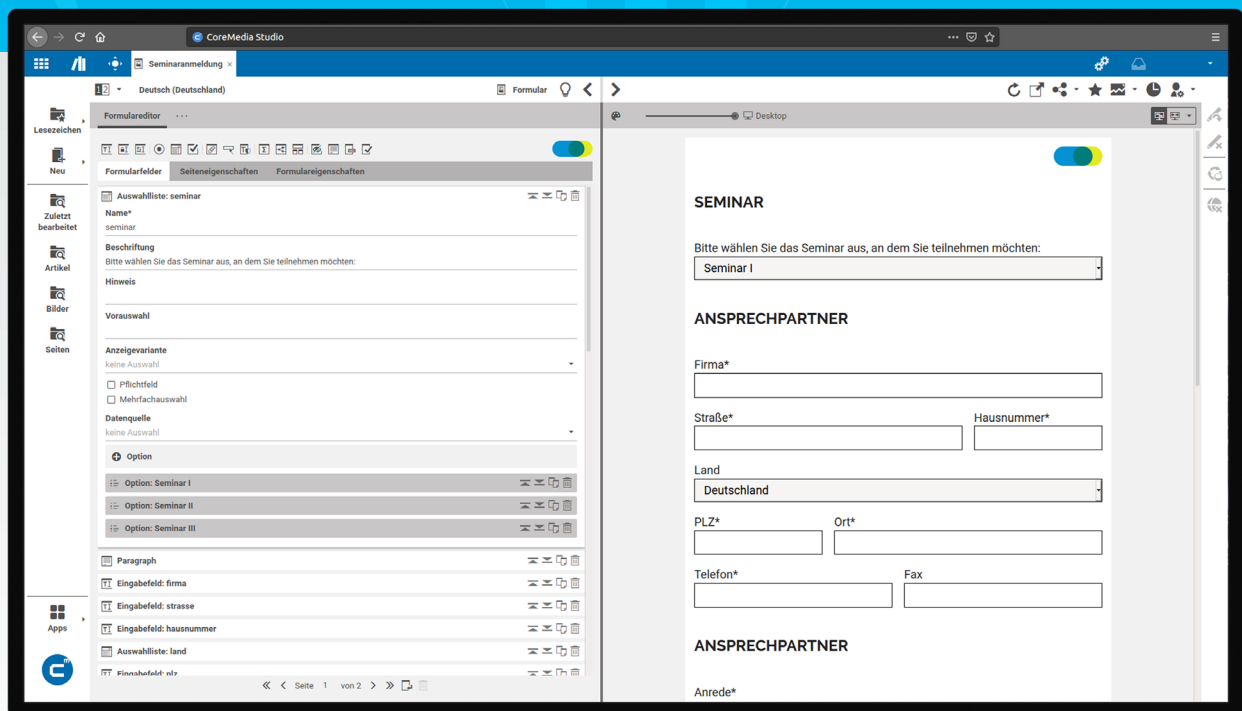 CoreMedia Studio
Seminaranmeldung
Deutsch (Deutschland)
Formular
Lesezeichen
Neu
Zuletzt
bearbeitet
Artikel
Bilder
Seiten
Apps
Formulareditor
Formularfelder Seiteneigenschaften Formulareigenschaften
Auswahlliste: seminar
Name*
seminar
Beschriftung
Bitte wählen Sie das Seminar aus, an dem Sie teilnehmen möchten:
Hinweis
Vorauswahl
Anzeigevariante
keine Auswahl
Pflichtfeld
Mehrfachauswahl
Datenquelle
keine Auswahl
Option
Option: Seminar I
Option: Seminar II
Option: Seminar III
Paragraph
Eingabefeld: firma
Eingabefeld: strasse
Eingabefeld: hausnummer
Auswahlliste: land
Eingabefeld: plz
Seite 1 von 2
Desktop
SEMINAR
Bitte wählen Sie das Seminar aus, an dem Sie teilnehmen möchten:
Seminar I
ANSPRECHPARTNER
Firma*
Straße* Hausnummer*
Land
Deutschland
PLZ* Ort*
Telefon* Fax
ANSPRECHPARTNER
Anrede*